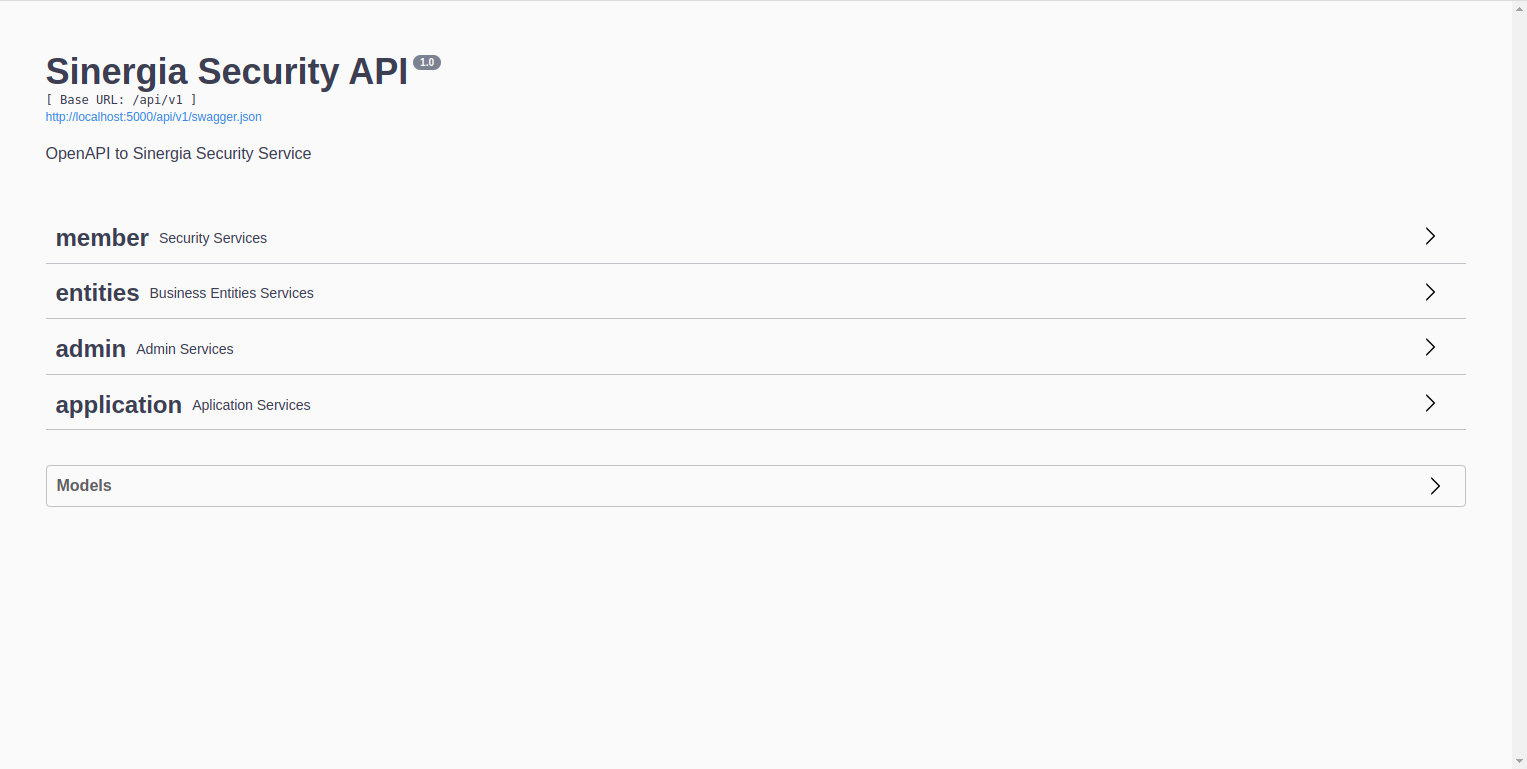 Sinergia Security API 1.0
[ Base URL: /api/v1 ]
http://localhost:5000/api/v1/swagger.json
OpenAPI to Sinergia Security Service
member Security Services
entities Business Entities Services
admin Admin Services
application Aplication Services
Models